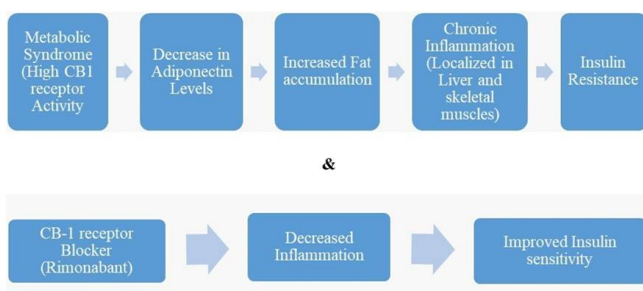 Metabolic
Syndrome
(High CB1
receptor
Activity
Decrease in
Adiponectin
Levels
Increased Fat
accumulation
Chronic
Inflammation
(Localized in
Liver and
skeletal
muscles)
Insulin
Resistance
&
CB-1 receptor
Blocker
(Rimonabant)
Decreased
Inflammation
Improved Insulin
sensitivity